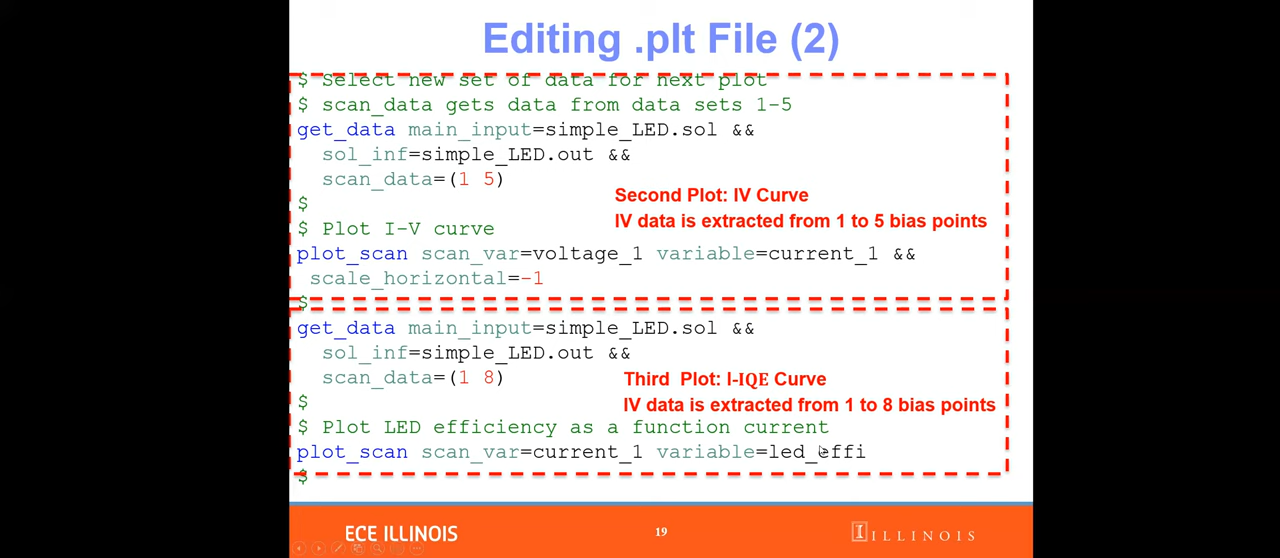 Editing .plt File (2)
$ Select new set of data for next plot
$ scan_data gets data from data sets 1-5
get_data main_input=simple_LED.sol &&
sol_inf=simple_LED.out &&
scan_data=(1 5)
Second Plot: IV Curve
IV data is extracted from 1 to 5 bias points
$
$ Plot I-V curve
plot_scan scan_var=voltage_1 variable=current_1 &&
scale_horizontal=-1
$
get_data main_input=simple_LED.sol &&
sol_inf=simple_LED.out &&
scan_data=(1 8)
Third Plot: I-IQE Curve
IV data is extracted from 1 to 8 bias points
$
$ Plot LED efficiency as a function current
plot_scan scan_var=current_1 variable=led_effi
$
ECE ILLINOIS
19
I ILLINOIS